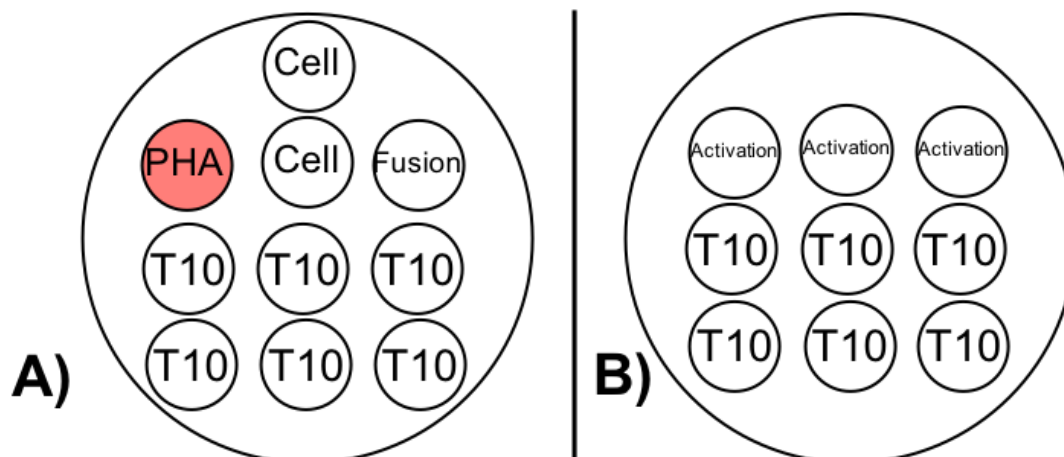 Cell
PHA Cell Fusion
T10 T10 T10
T10 T10 T10
A)
Activation Activation Activation
T10 T10 T10
T10 T10 T10
B)